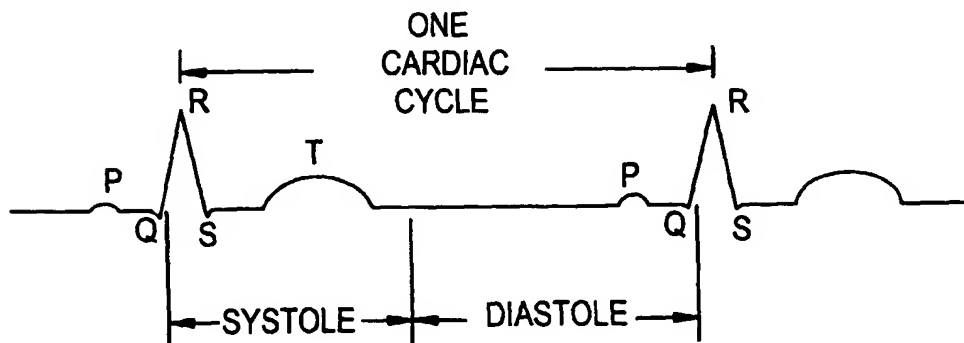 ONE
CARDIAC
CYCLE
R
R
P
T
P
Q
S
Q
S
SYSTOLE
DIASTOLE